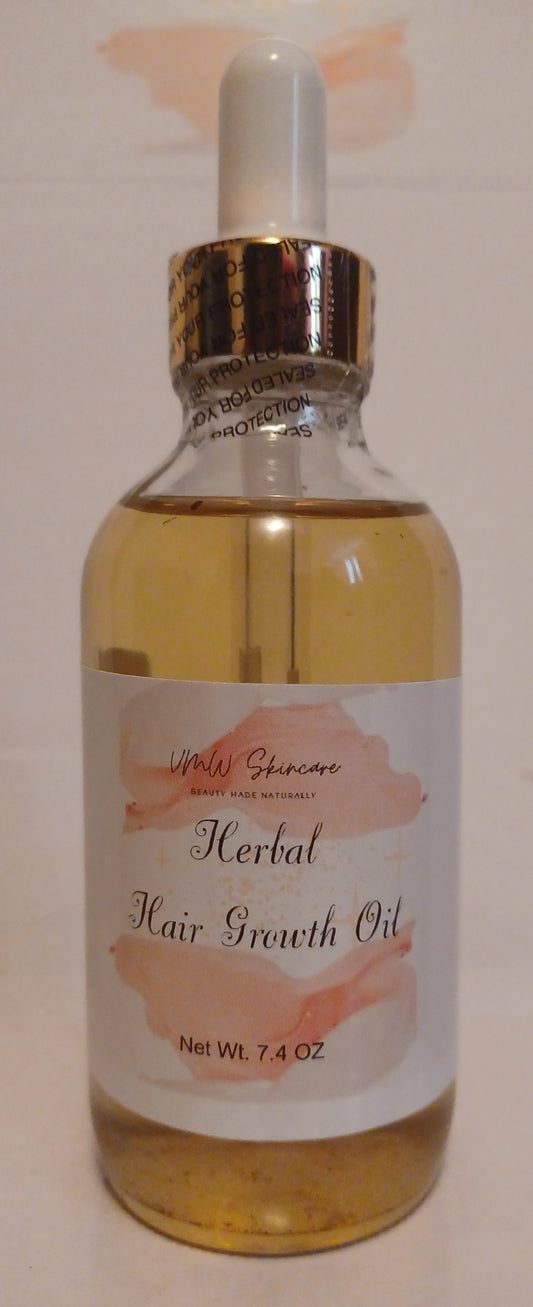 SEALED FOR YOUR PROTECTION
VMW Skincare
BEAUTY MADE NATURALLY
Herbal
Hair Growth Oil
Net Wt. 7.4 OZ